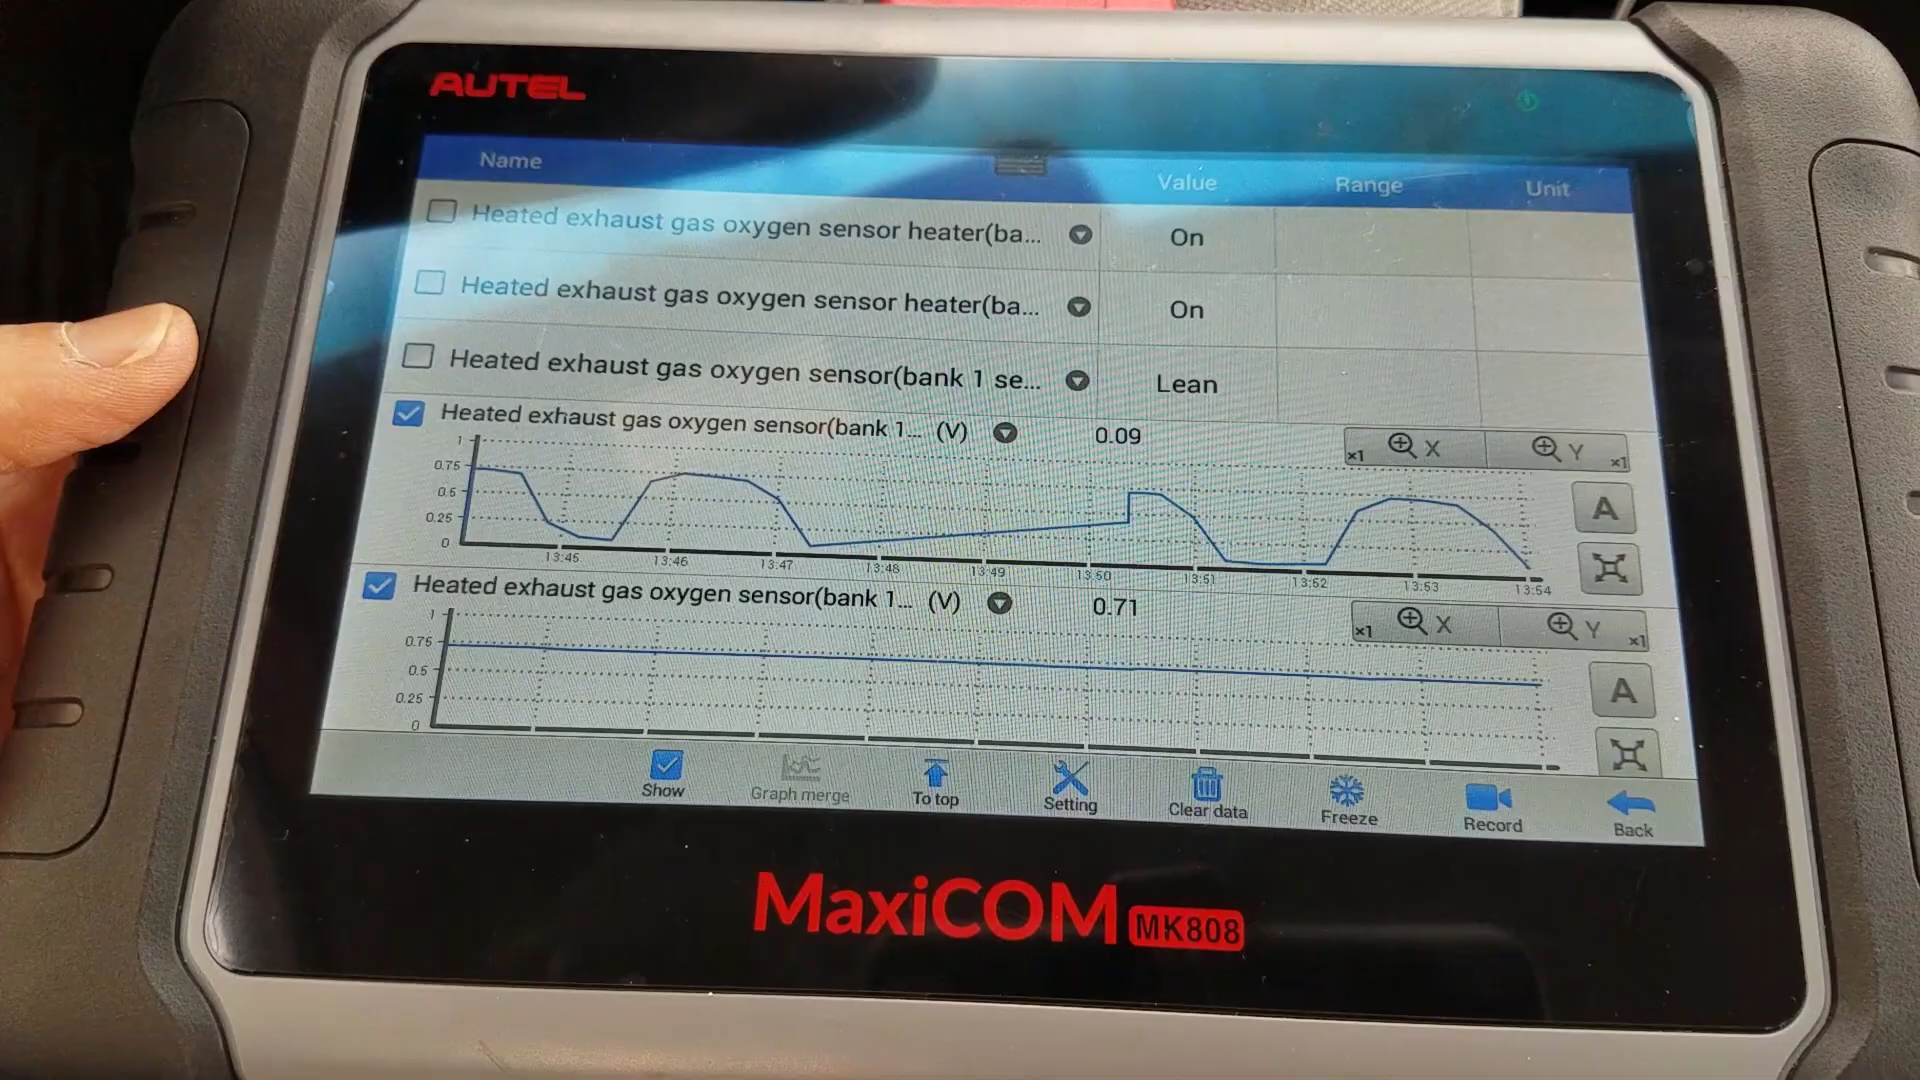 AUTEL
Name Value Range Unit
Heated exhaust gas oxygen sensor heater(ba... On
Heated exhaust gas oxygen sensor heater(ba... On
Heated exhaust gas oxygen sensor(bank 1 se... Lean
Heated exhaust gas oxygen sensor(bank 1... (V) 0.09
x1 X Y x1
1
0.75
0.5
0.25
0
A
13:45 13:46 13:47 13:48 13:49 13:50 13:51 13:52 13:53 13:54
Heated exhaust gas oxygen sensor(bank 1... (V) 0.71
x1 X Y x1
1
0.75
0.5
0.25
0
A
Show Graph merge To top Setting Clear data Freeze Record Back
MaxiCOM MK808